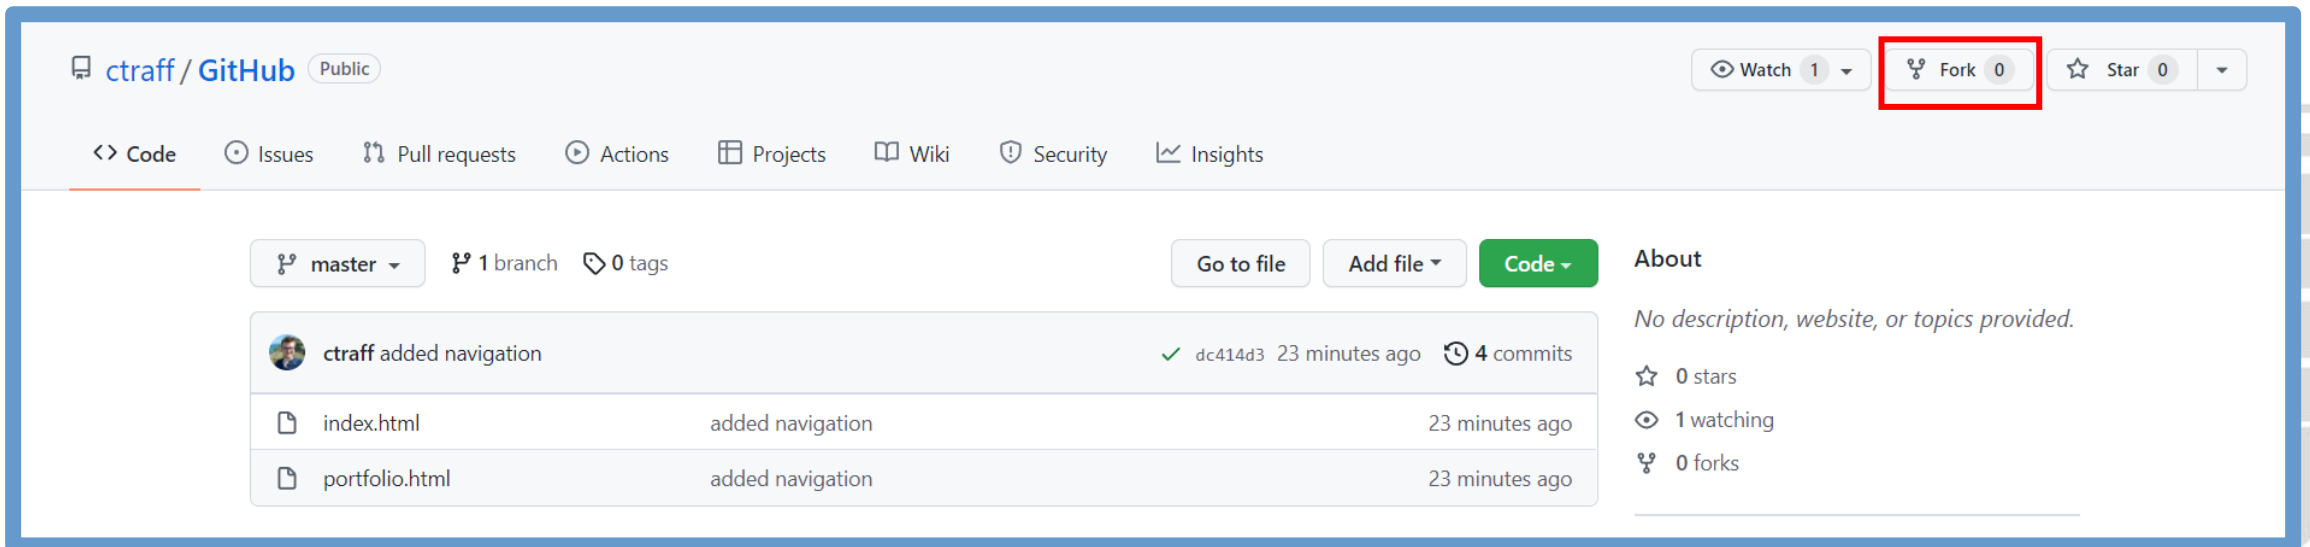 ctraff / GitHub Public Watch 1 Fork 0 Star 0
Code Issues Pull requests Actions Projects Wiki Security Insights
master 1 branch 0 tags Go to file Add file Code
ctraff added navigation dc414d3 23 minutes ago 4 commits
index.html added navigation 23 minutes ago
portfolio.html added navigation 23 minutes ago
About
No description, website, or topics provided.
0 stars
1 watching
0 forks